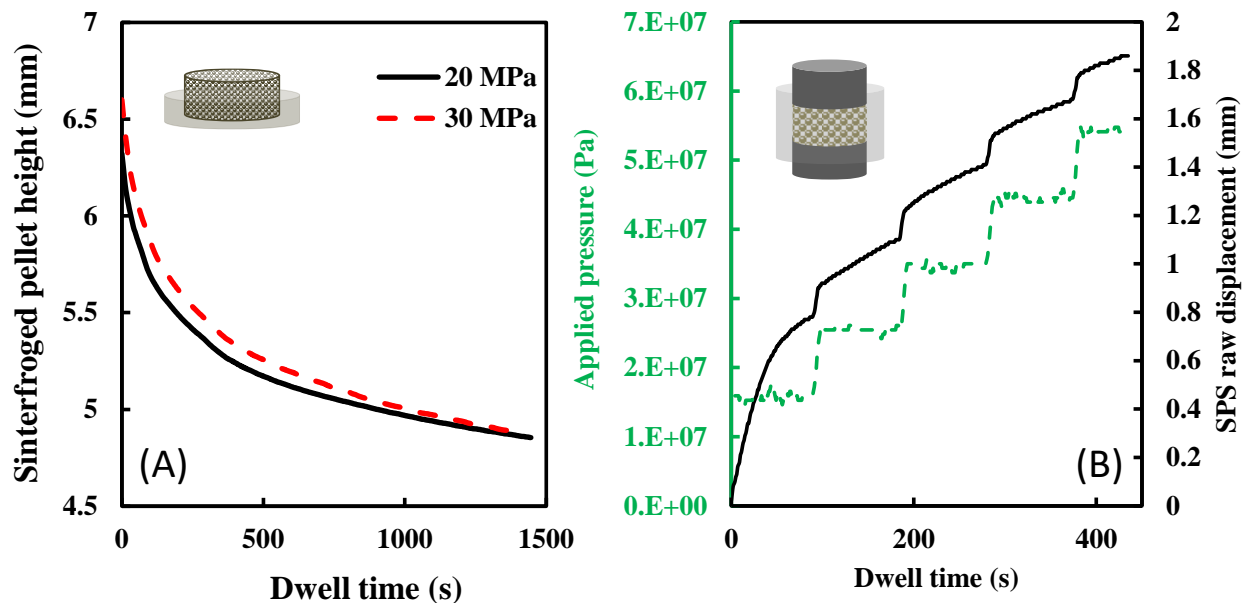 7
6.5
6
5.5
5
4.5
0
500
1000
1500
Sinterfroged pellet height (mm)
Dwell time (s)
20 MPa
30 MPa
(A)
7.E+07
6.E+07
5.E+07
4.E+07
3.E+07
2.E+07
1.E+07
0.E+00
Applied pressure (Pa)
0
200
400
Dwell time (s)
2
1.8
1.6
1.4
1.2
1
0.8
0.6
0.4
0.2
0
SPS raw displacement (mm)
(B)